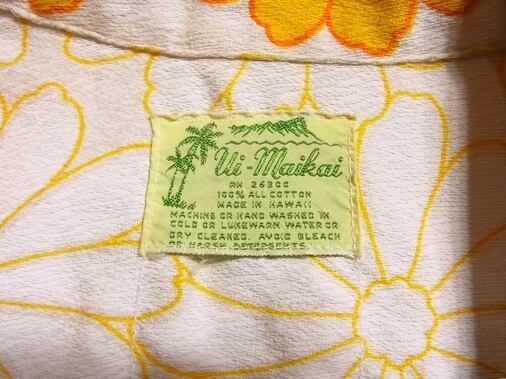 Ui-Maikai
RN 26300
100% ALL COTTON
MADE IN HAWAII
MACHINE OR HAND WASHED IN
COLD OR LUKEWARM WATER OR
DRY CLEANED. AVOID BLEACH
OR HARSH DETERGENTS